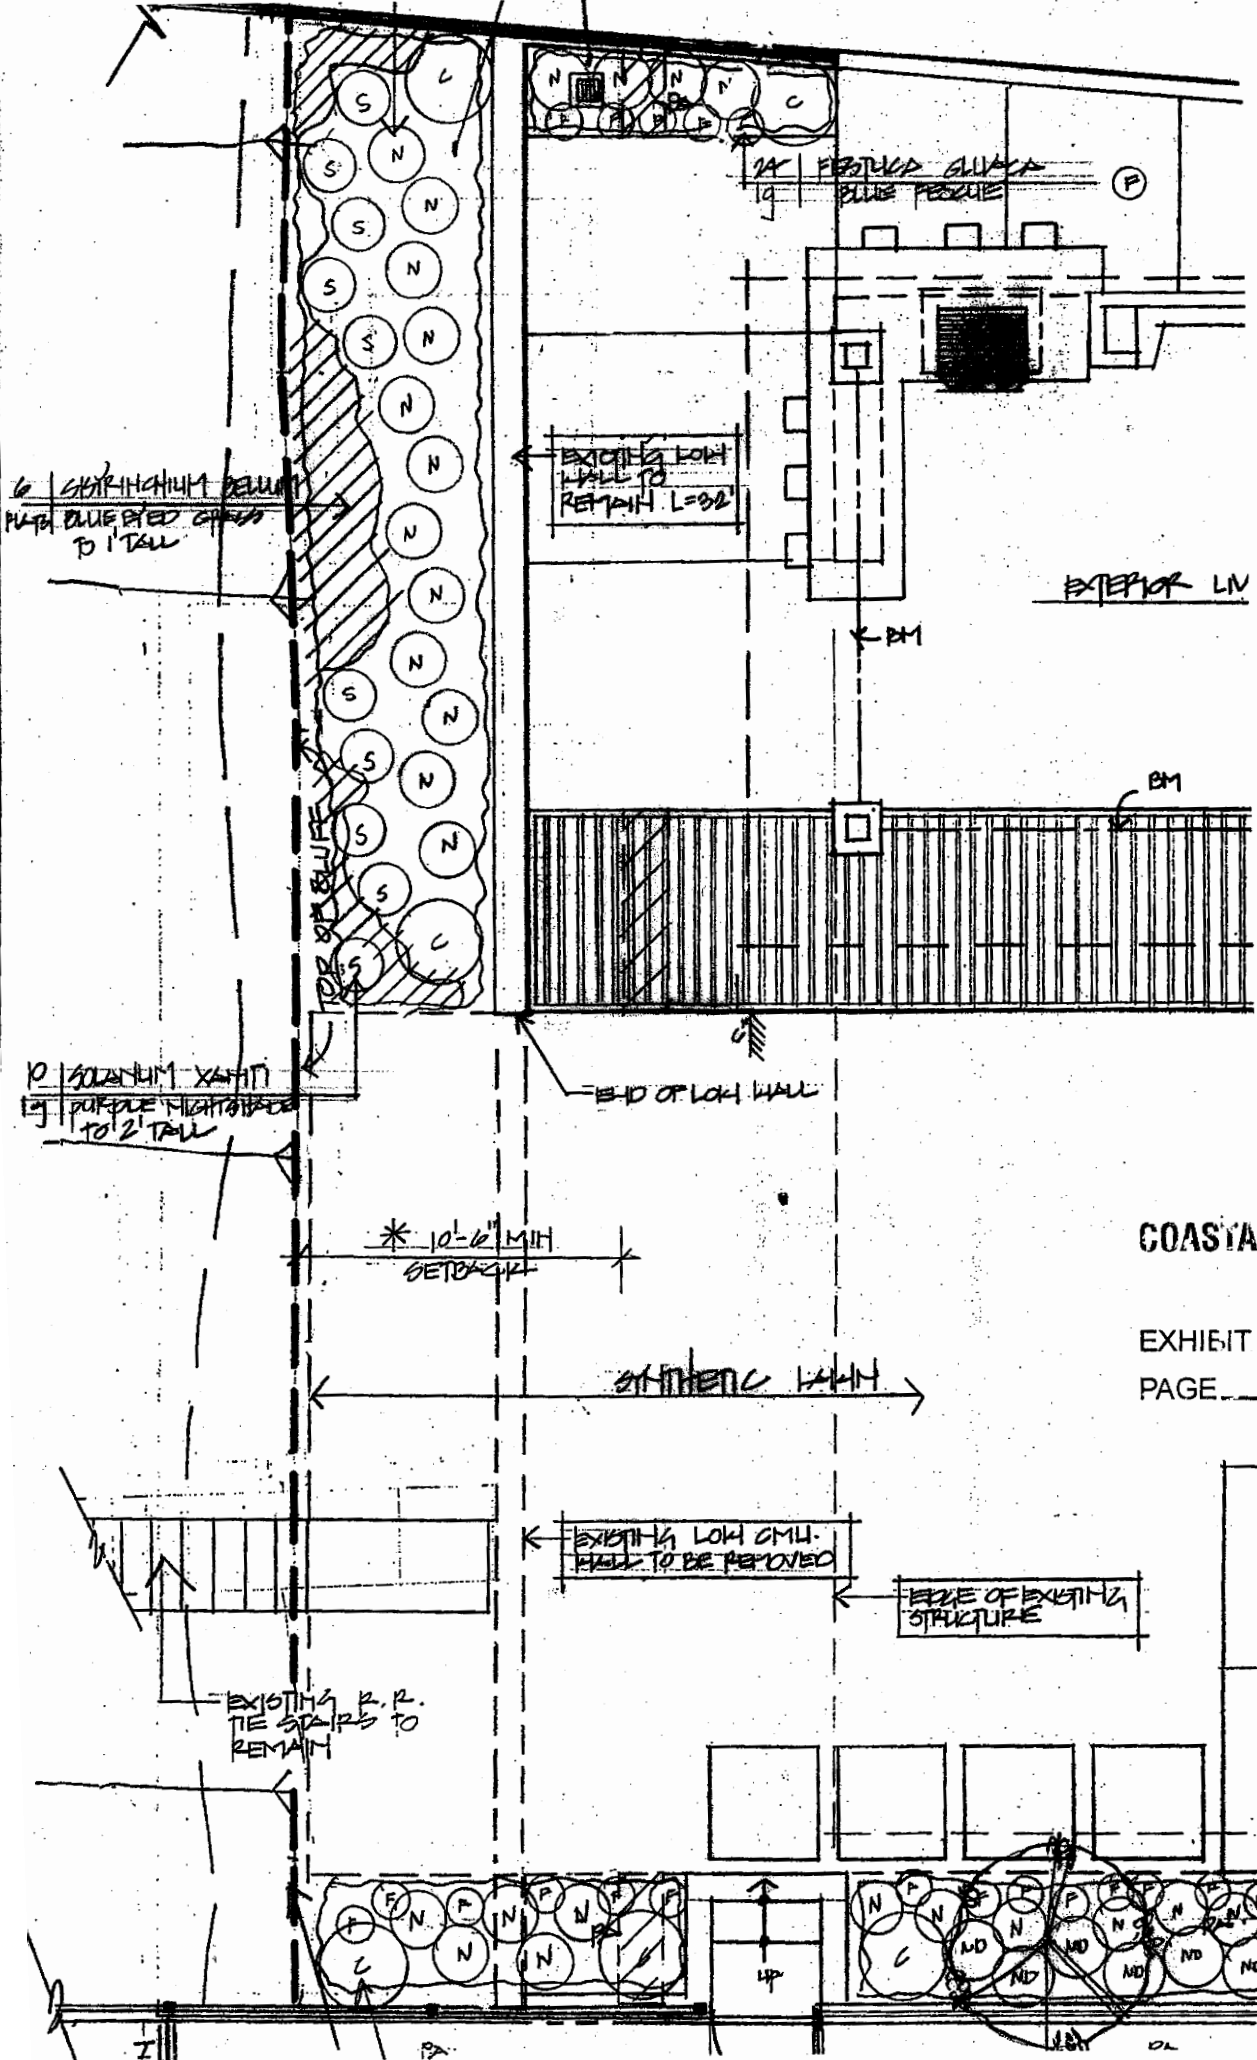 24 | FESTUCA GLUACA
1g | BLUE FESCUE
F
EXISTING LOW
WALL TO
REMAIN L=32'
6 | SISYRINCHIUM BELLUM
FLATS | BLUE EYED GRASS
TO 1' TALL
EXTERIOR LIV
BM
BM
TOP OF BLUFF
10 | SOLANUM XANTI
1g | PURPLE NIGHTSHADE
TO 2' TALL
END OF LOW WALL
* 10'-6" MIN
SETBACK
COASTA
EXHIBIT
PAGE
SYNTHETIC LAWN
EXISTING LOW CMU
WALL TO BE REMOVED
EDGE OF EXISTING
STRUCTURE
EXISTING R.R.
TIE STAIRS TO
REMAIN
UP